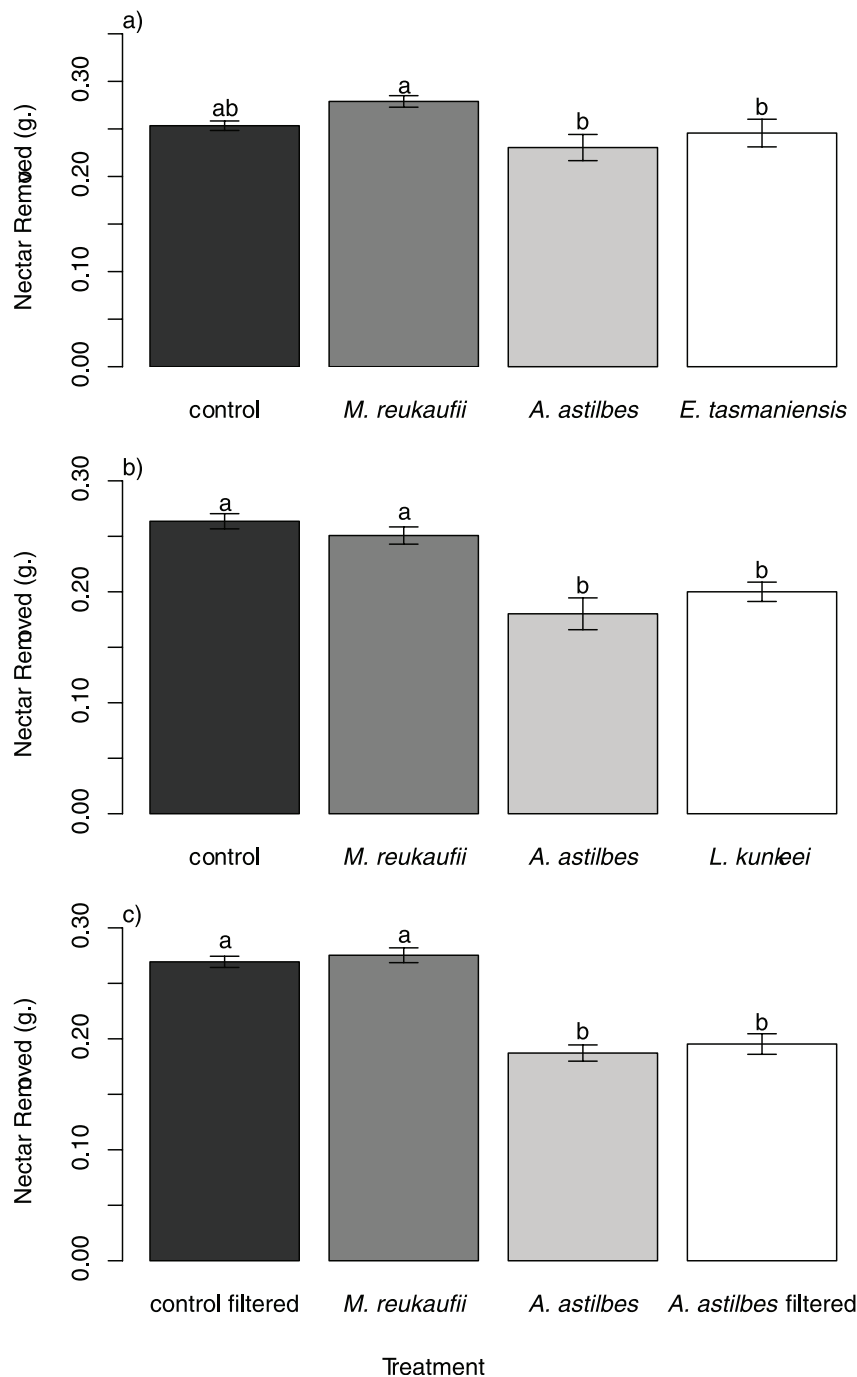 a)
Nectar Removed (g.)
0.00 0.10 0.20 0.30
ab a b b
control M. reukaufii A. astilbes E. tasmaniensis
b)
Nectar Removed (g.)
0.00 0.10 0.20 0.30
a a b b
control M. reukaufii A. astilbes L. kunkeei
c)
Nectar Removed (g.)
0.00 0.10 0.20 0.30
a a b b
control filtered M. reukaufii A. astilbes A. astilbes filtered
Treatment